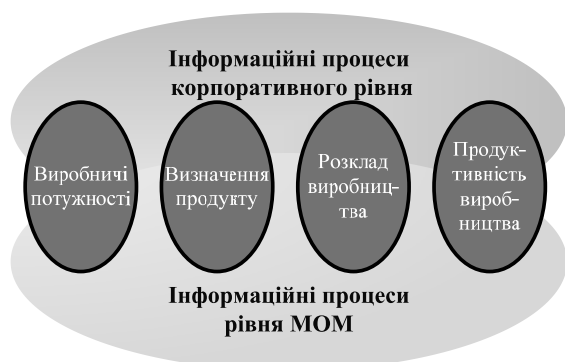 Інформаційні процеси
корпоративного рівня
Виробничі
потужності
Визначення
продукту
Розклад
виробниц-
тва
Продук-
тивність
вироб-
ництва
Інформаційні процеси
рівня МОМ